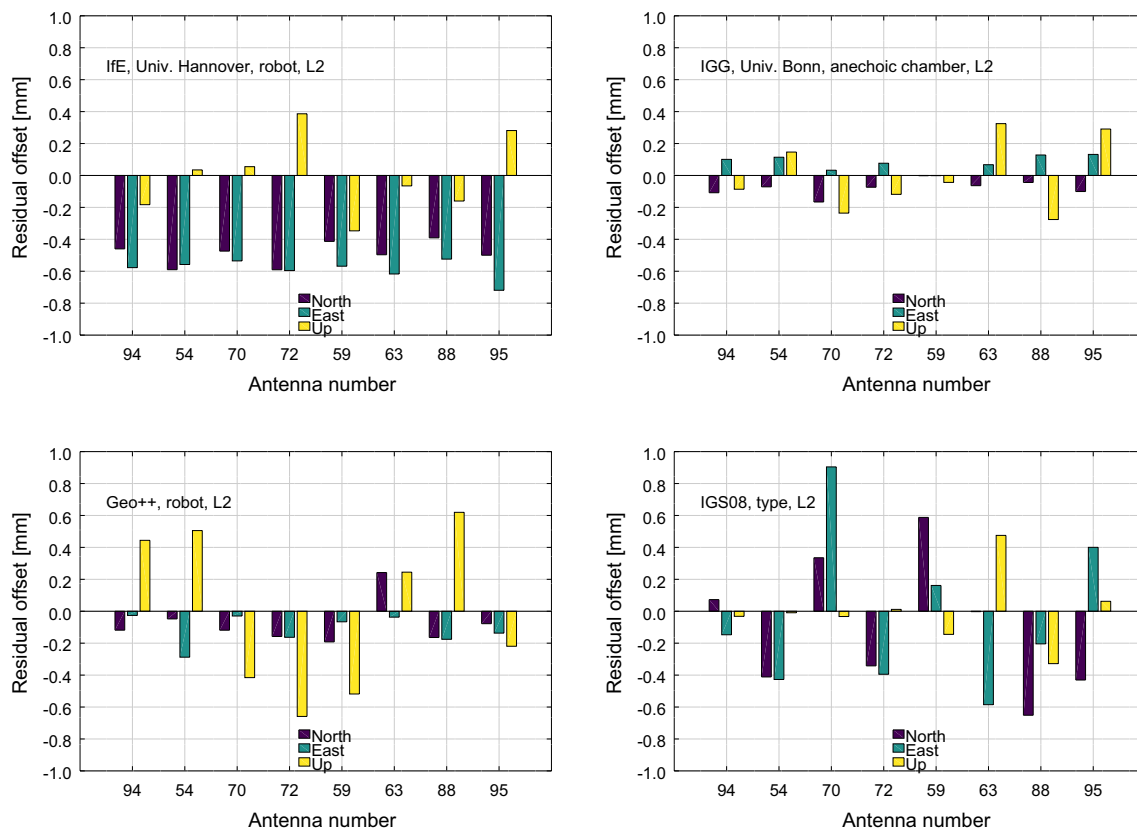 1.0
0.8
0.6
0.4
0.2
0.0
-0.2
-0.4
-0.6
-0.8
-1.0
Residual offset [mm]
IfE, Univ. Hannover, robot, L2
North
East
Up
94 54 70 72 59 63 88 95
Antenna number
1.0
0.8
0.6
0.4
0.2
0.0
-0.2
-0.4
-0.6
-0.8
-1.0
Residual offset [mm]
IGG, Univ. Bonn, anechoic chamber, L2
North
East
Up
94 54 70 72 59 63 88 95
Antenna number
1.0
0.8
0.6
0.4
0.2
0.0
-0.2
-0.4
-0.6
-0.8
-1.0
Residual offset [mm]
Geo++, robot, L2
North
East
Up
94 54 70 72 59 63 88 95
Antenna number
1.0
0.8
0.6
0.4
0.2
0.0
-0.2
-0.4
-0.6
-0.8
-1.0
Residual offset [mm]
IGS08, type, L2
North
East
Up
94 54 70 72 59 63 88 95
Antenna number